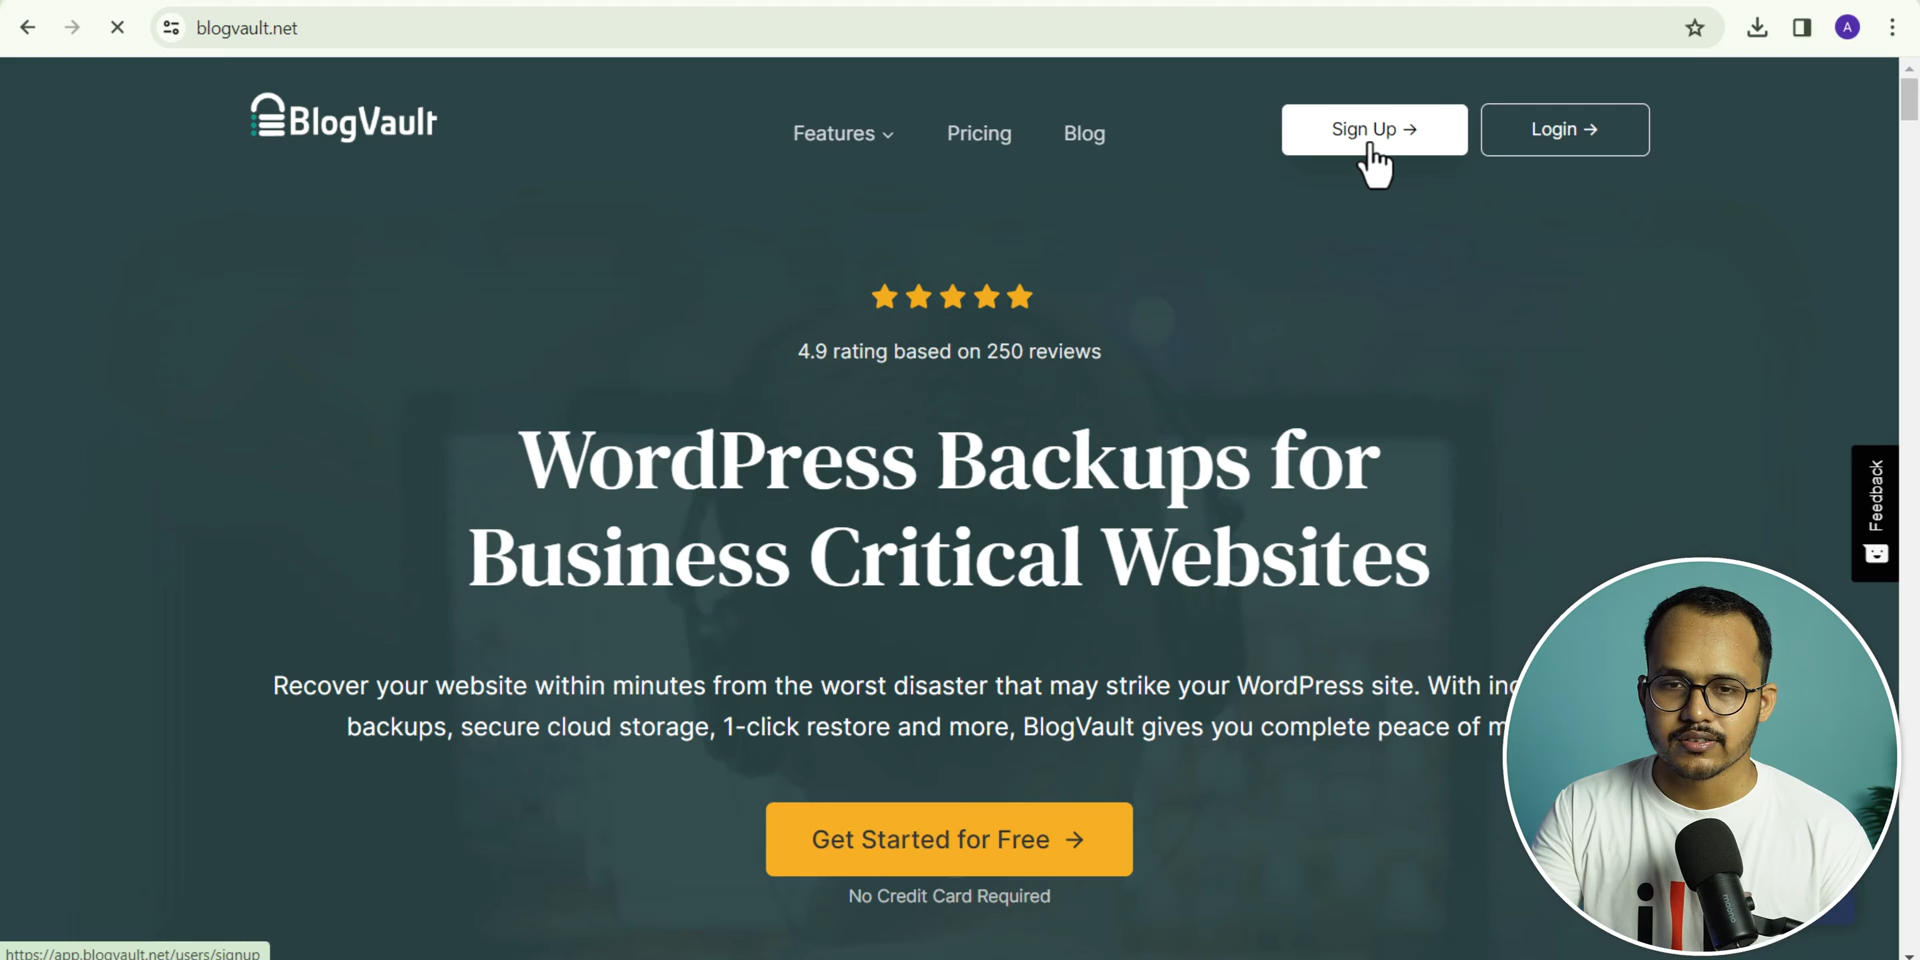 blogvault.net
A
BlogVault
Features
Pricing
Blog
Sign Up →
Login →
4.9 rating based on 250 reviews
WordPress Backups for
Business Critical Websites
Feedback
Recover your website within minutes from the worst disaster that may strike your WordPress site. With
backups, secure cloud storage, 1-click restore and more, BlogVault gives you complete peace of
Get Started for Free →
No Credit Card Required
https://app.blogvault.net/users/signup